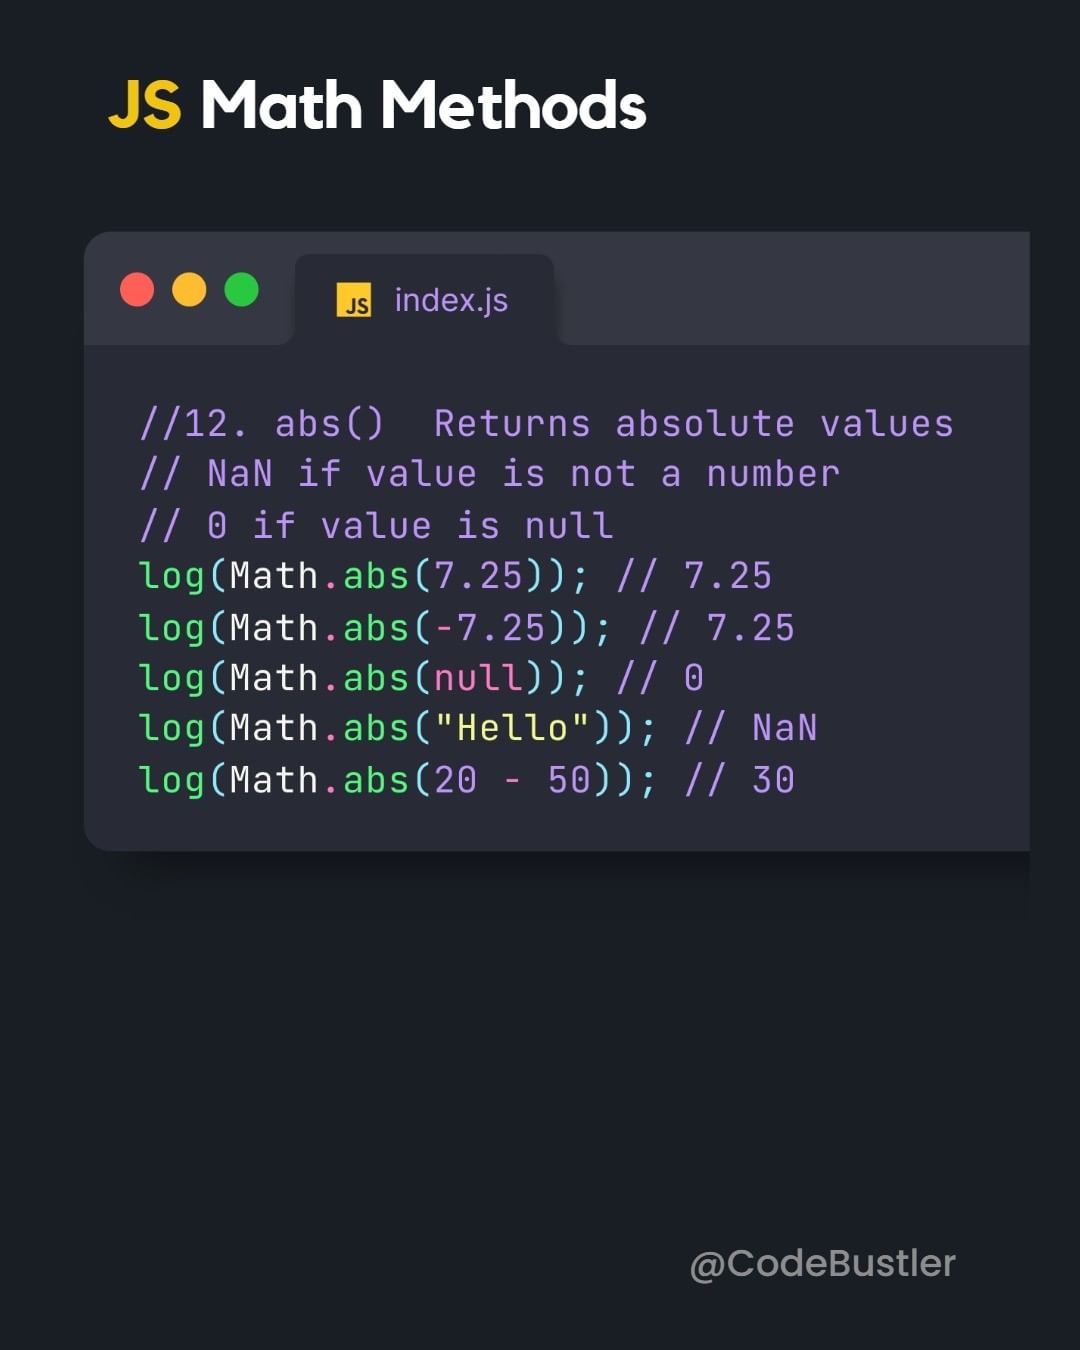 JS Math Methods
JS index.js
//12. abs()  Returns absolute values
// NaN if value is not a number
// 0 if value is null
log(Math.abs(7.25)); // 7.25
log(Math.abs(-7.25)); // 7.25
log(Math.abs(null)); // 0
log(Math.abs("Hello")); // NaN
log(Math.abs(20 - 50)); // 30
@CodeBustler